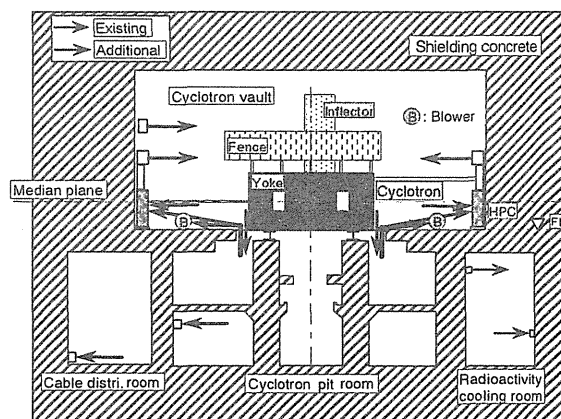 Existing
Additional
Shielding concrete
Cyclotron vault
Inflector
B : Blower
Fence
Median plane
Yoke
Cyclotron
B
B
HPC
Cable distri. room
Cyclotron pit room
Radioactivity
cooling room